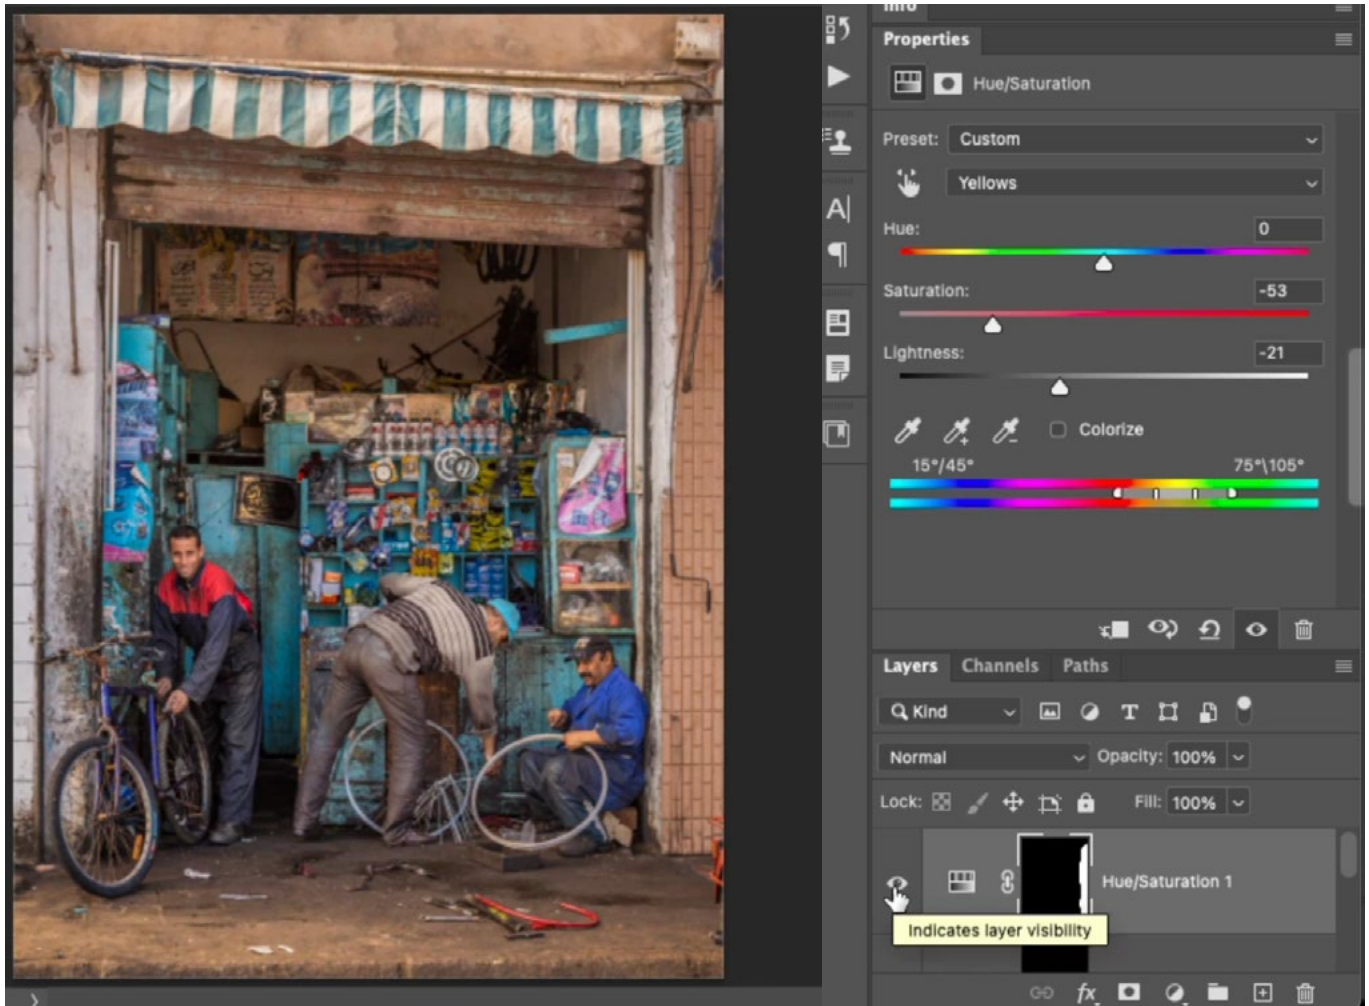 Info
Properties
Hue/Saturation
Preset: Custom
Yellows
Hue: 0
Saturation: -53
Lightness: -21
Colorize
15°/45° 75°\105°
Layers Channels Paths
Kind
Normal Opacity: 100%
Lock: Fill: 100%
Hue/Saturation 1
Indicates layer visibility
fx